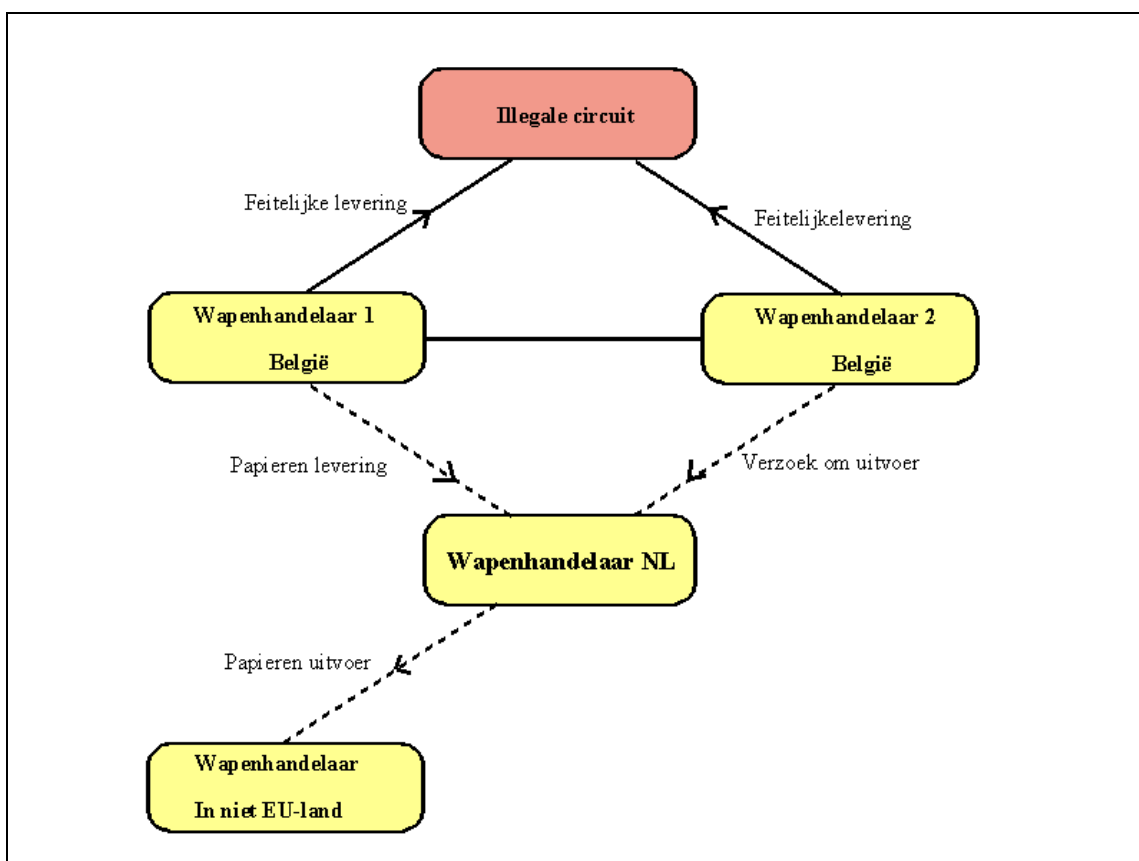 Illegale circuit
Feitelijke levering
Feitelijkelevering
Wapenhandelaar 1
België
Wapenhandelaar 2
België
Papieren levering
Verzoek om uitvoer
Wapenhandelaar NL
Papieren uitvoer
Wapenhandelaar
In niet EU-land